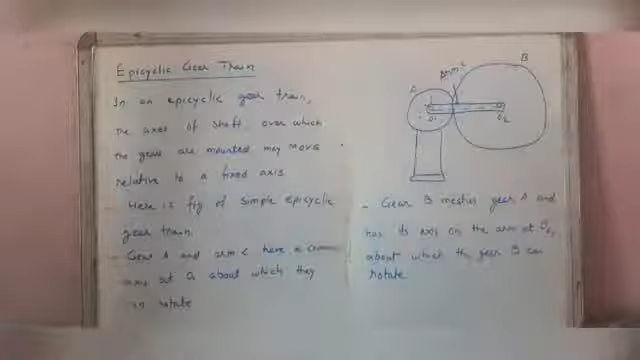 Epicyclic Gear Train
In an epicyclic gear train,
the axes of shaft over which
the gears are mounted may move
relative to a fixed axis
Here is fig of simple epicyclic
gear train
- Gear A and arm C have a common
axis at O₁ about which they
can rotate
A
Arm C
B
O₁
O₂
- Gear B meshes gear A and
has its axis on the arm at O₂,
about which the gear B can
rotate